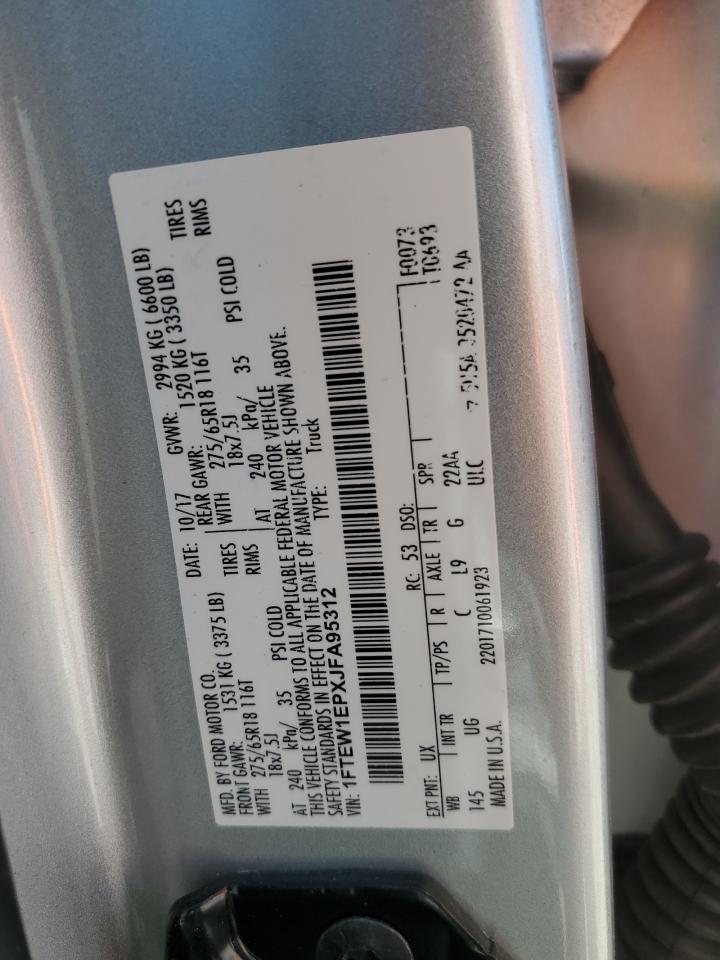 MFD. BY FORD MOTOR CO.
DATE: 10/17 GVWR: 2994 KG ( 6600 LB)
FRONT GAWR: 1531 KG ( 3375 LB) REAR GAWR: 1520 KG ( 3350 LB)
WITH 275/65R18 116T TIRES WITH 275/65R18 116T TIRES
18x7.5J RIMS 18x7.5J RIMS
AT 240 kPa/ 35 PSI COLD AT 240 kPa/ 35 PSI COLD
THIS VEHICLE CONFORMS TO ALL APPLICABLE FEDERAL MOTOR VEHICLE
SAFETY STANDARDS IN EFFECT ON THE DATE OF MANUFACTURE SHOWN ABOVE.
VIN: 1FTEW1EPXJFA95312 TYPE: Truck
F0073
EXT PNT: UX RC: 53 DSO: TC693
WB INT TR TP/PS R AXLE TR SPR
145 UG C L9 G 22AA
MADE IN U.S.A. 2201710061923 ULC